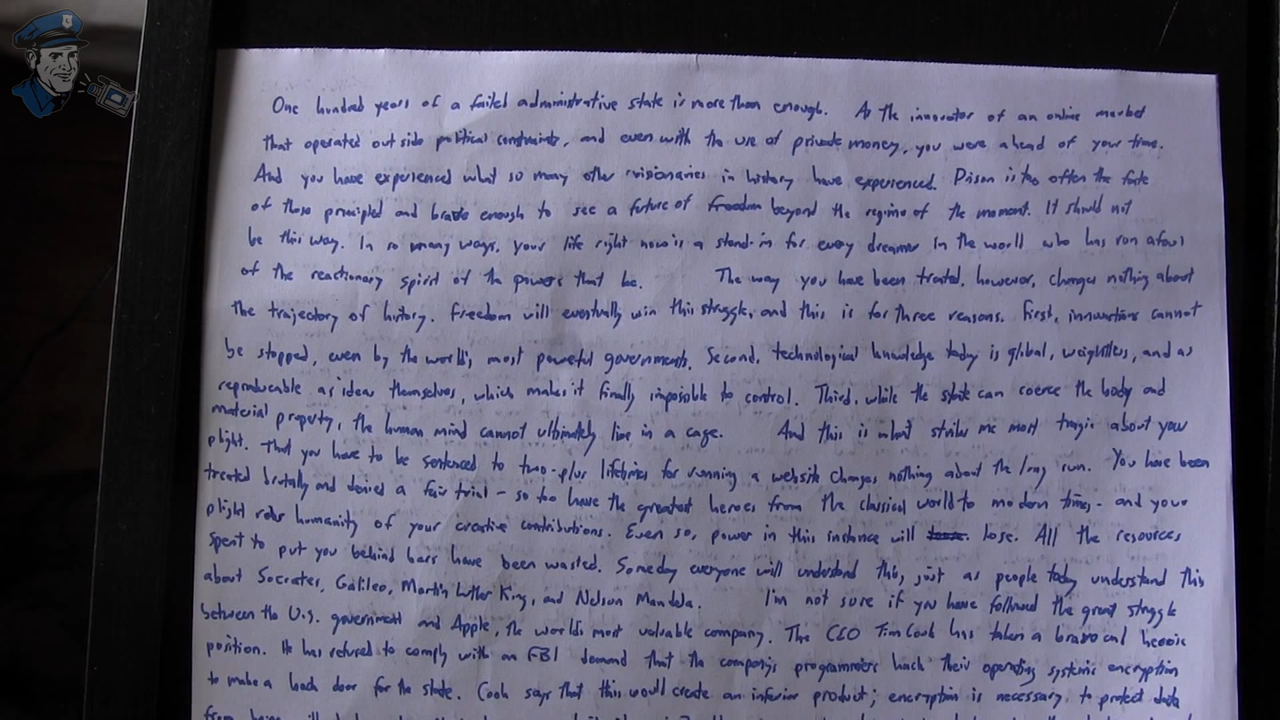 One hundred years of a failed administrative state is more than enough. As the innovator of an online market
that operated outside political constraints, and even with the use of private money, you were ahead of your time.
And you have experienced what so many other visionaries in history have experienced. Prison is too often the fate
of those principled and brave enough to see a future of freedom beyond the regime of the moment. It should not
be this way. In so many ways, your life right now is a stand-in for every dreamer in the world who has run afoul
of the reactionary spirit of the powers that be. The way you have been treated, however, changes nothing about
the trajectory of history. Freedom will eventually win this struggle, and this is for three reasons. First, innovations cannot
be stopped, even by the world's most powerful governments. Second, technological knowledge today is global, weightless, and as
reproducable as ideas themselves, which makes it finally imposible to control. Third, while the state can coerce the body and
material property, the human mind cannot ultimately live in a cage. And this is what strikes me most tragic about your
plight. That you have to be sentenced to two-plus lifetimes for running a website changes nothing about the long run. You have been
treated brutally and denied a fair trial - so too have the greatest heroes from the classical world to modern times - and your
plight robs humanity of your creative contributions. Even so, power in this instance will lose. All the resources
spent to put you behind bars have been wasted. Someday everyone will understand this, just as people today understand this
about Socrates, Galileo, Martin Luther King, and Nelson Mandela. I'm not sure if you have followed the great struggle
between the U.S. government and Apple, the world's most valuable company. The CEO Tim Cook has taken a brave and heroic
position. He has refused to comply with an FBI demand that the company's programmers hack their operating system's encryption
to make a back door for the state. Cook says that this would create an inferior product; encryption is necessary to protect data
from being